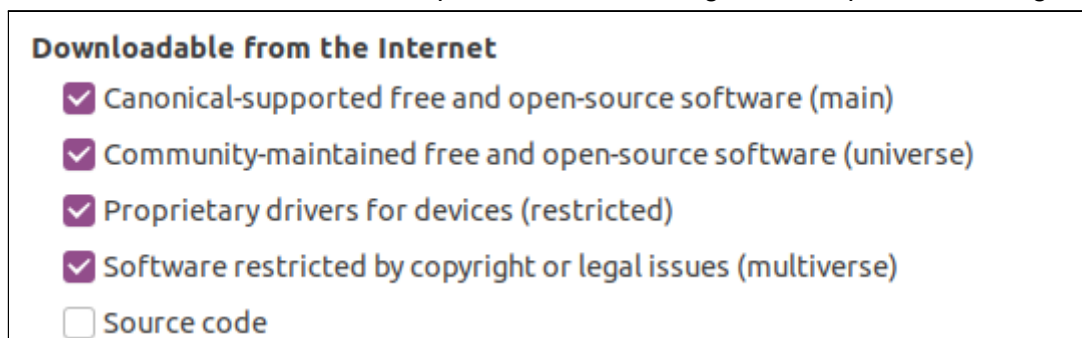 Downloadable from the Internet
Canonical-supported free and open-source software (main)
Community-maintained free and open-source software (universe)
Proprietary drivers for devices (restricted)
Software restricted by copyright or legal issues (multiverse)
Source code